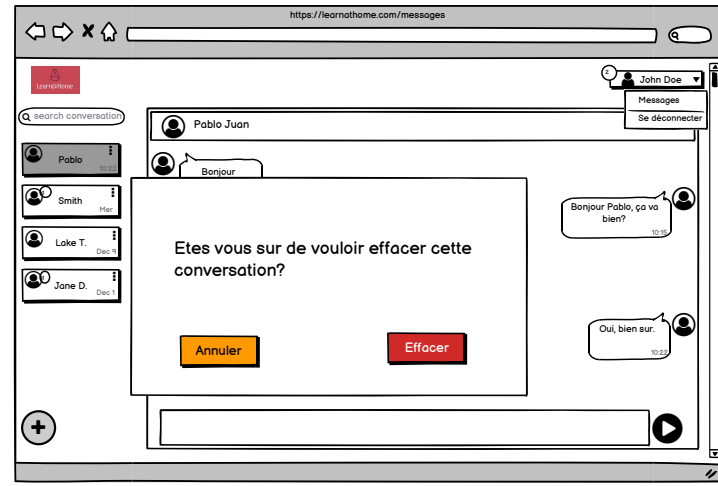 https://learnathome.com/messages
Learn@Home
2
John Doe
Messages
Se déconnecter
search conversation
Pablo Juan
Pablo
10:22
Bonjour
Smith
Mer
Bonjour Pablo, ça va
bien?
10:15
Lake T.
Dec 9
Etes vous sur de vouloir effacer cette
conversation?
Jane D.
Dec 1
Oui, bien sur.
10:22
Annuler
Effacer